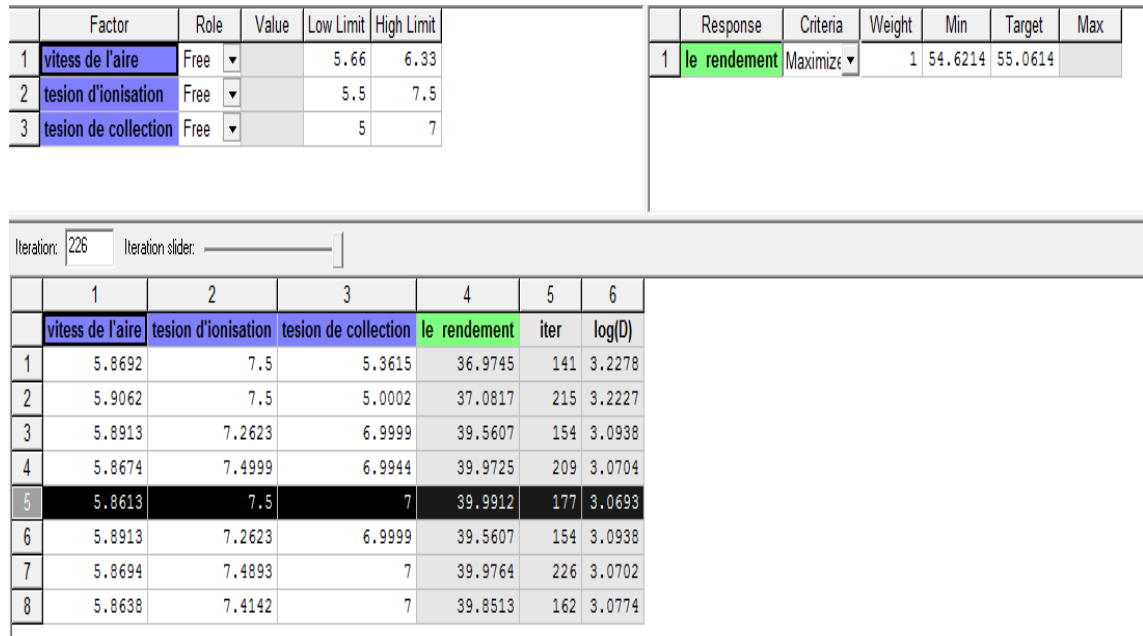 Factor Role Value Low Limit High Limit
1 vitess de l'aire Free 5.66 6.33
2 tesion d'ionisation Free 5.5 7.5
3 tesion de collection Free 5 7
Response Criteria Weight Min Target Max
1 le rendement Maximize 1 54.6214 55.0614
Iteration: 226 Iteration slider:
1 2 3 4 5 6
vitess de l'aire tesion d'ionisation tesion de collection le rendement iter log(D)
1 5.8692 7.5 5.3615 36.9745 141 3.2278
2 5.9062 7.5 5.0002 37.0817 215 3.2227
3 5.8913 7.2623 6.9999 39.5607 154 3.0938
4 5.8674 7.4999 6.9944 39.9725 209 3.0704
5 5.8613 7.5 7 39.9912 177 3.0693
6 5.8913 7.2623 6.9999 39.5607 154 3.0938
7 5.8694 7.4893 7 39.9764 226 3.0702
8 5.8638 7.4142 7 39.8513 162 3.0774